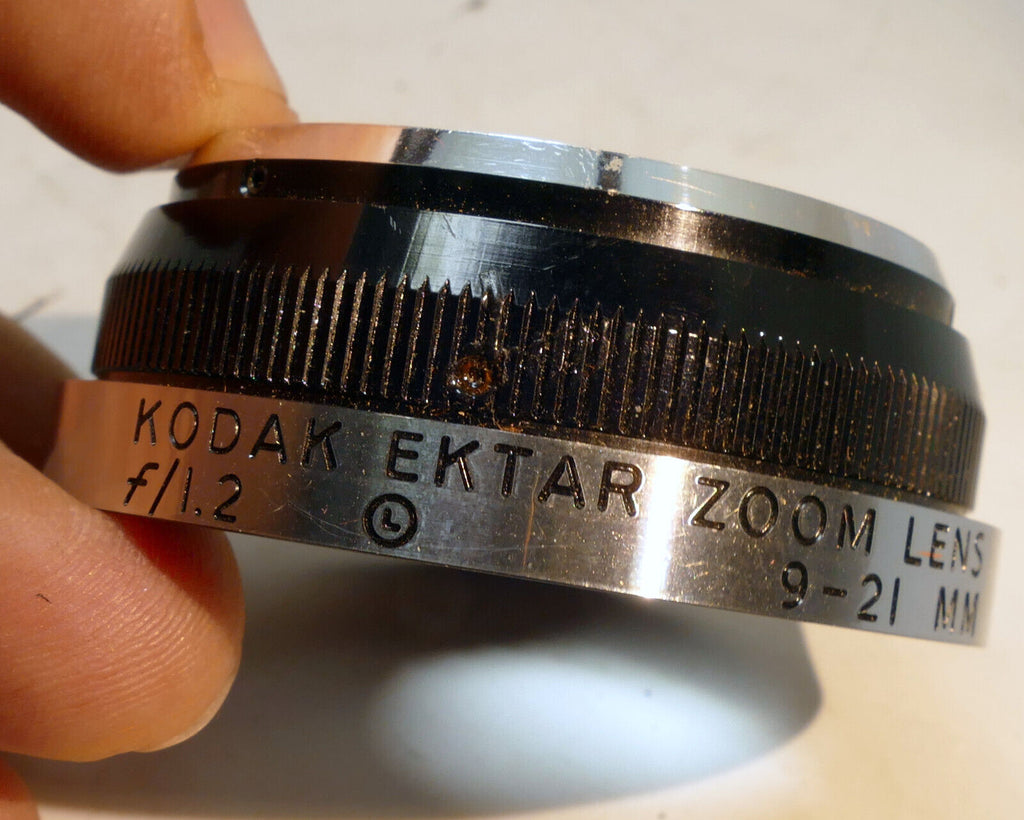 KODAK EKTAR ZOOM LENS
f/1.2 Ⓛ 9-21 MM